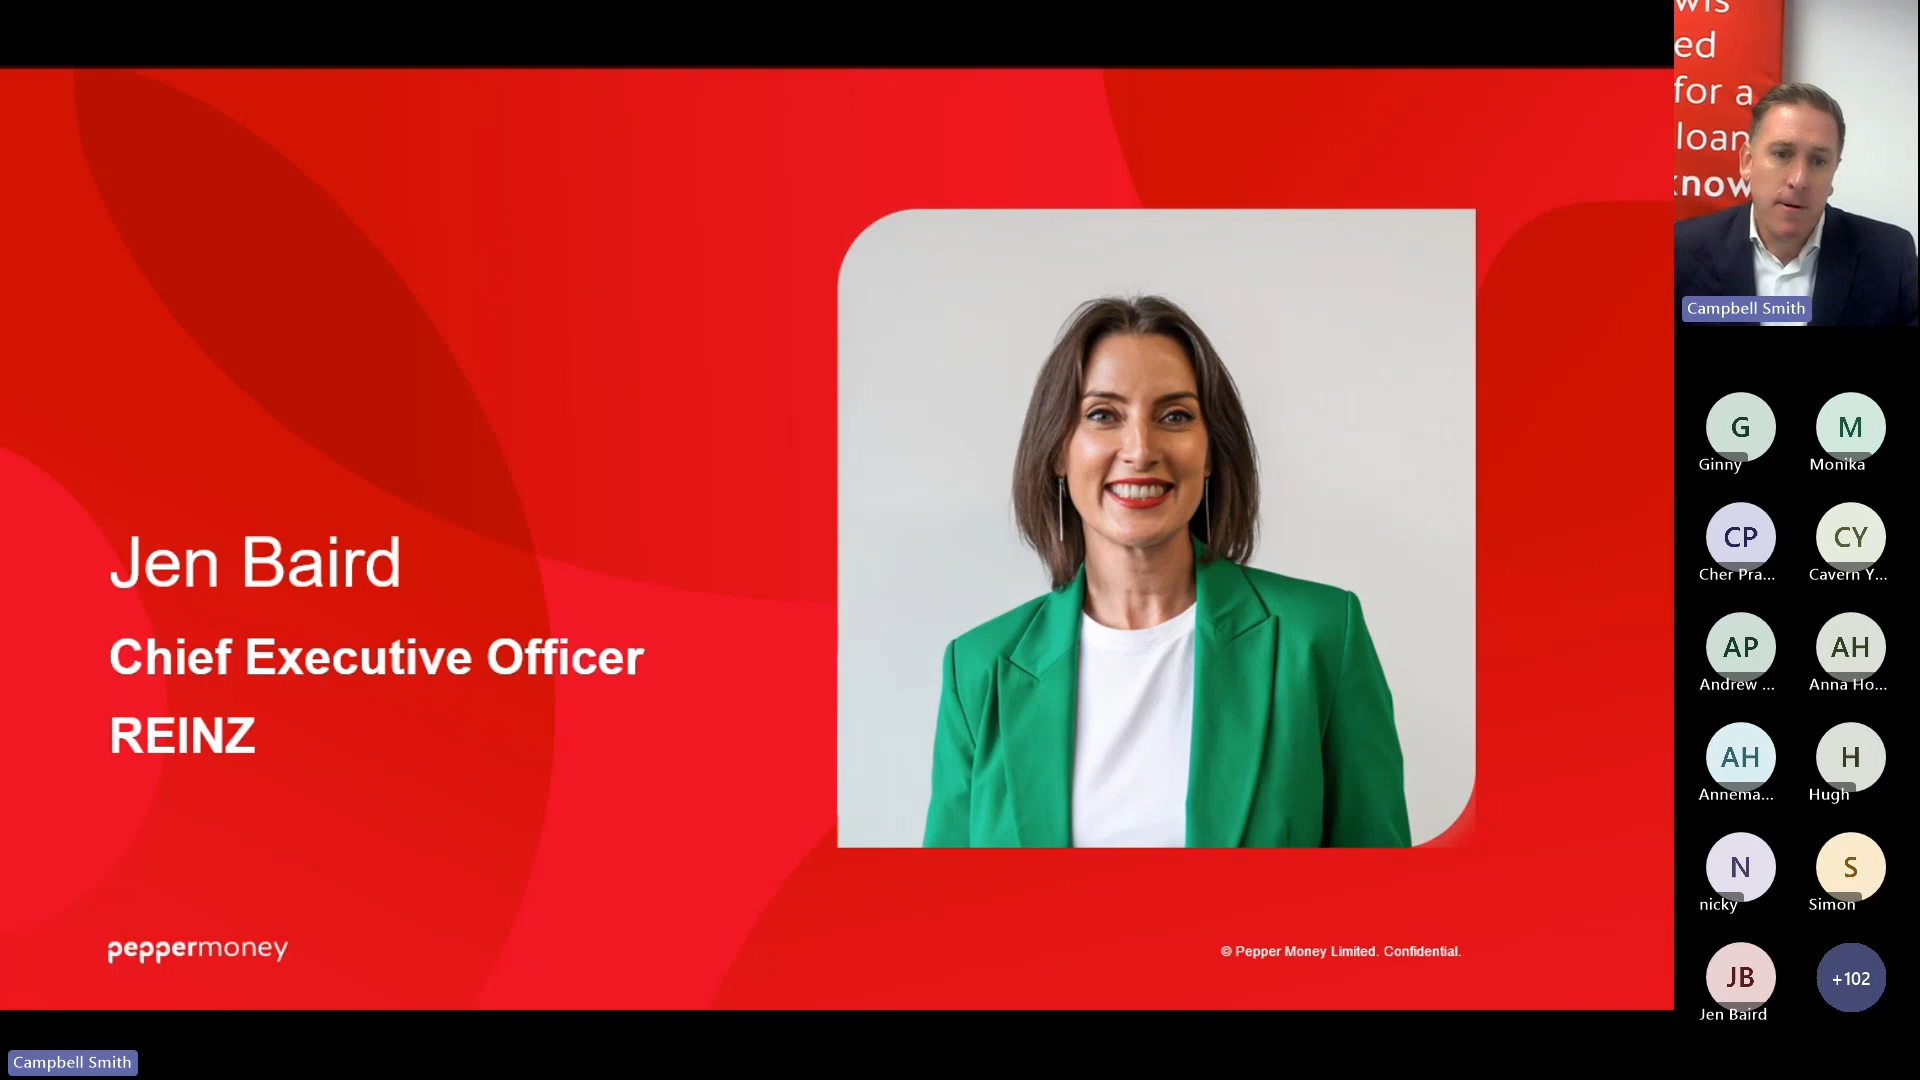 Jen Baird
Chief Executive Officer
REINZ
peppermoney
© Pepper Money Limited. Confidential.
Campbell Smith
ed
for a
loan
know
Campbell Smith
G
Ginny
M
Monika
CP
Cher Pra...
CY
Cavern Y...
AP
Andrew ...
AH
Anna Ho...
AH
Annema...
H
Hugh
N
nicky
S
Simon
JB
Jen Baird
+102